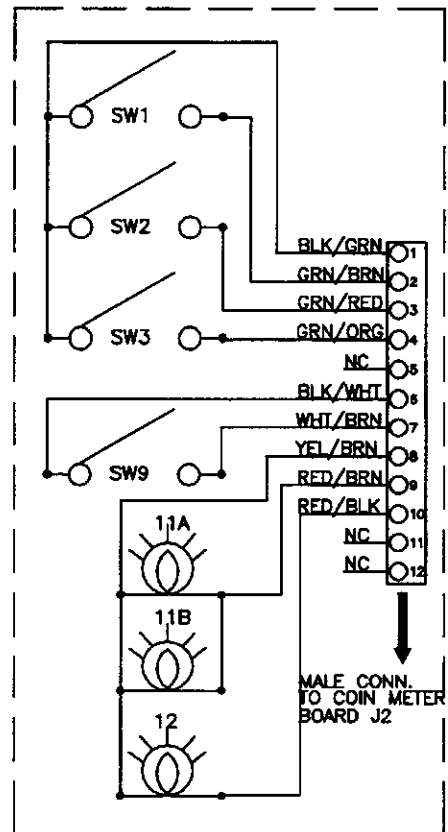 SW1
SW2
SW3
SW9
BLK/GRN 1
GRN/BRN 2
GRN/RED 3
GRN/ORG 4
NC 5
BLK/WHT 6
WHT/BRN 7
YEL/BRN 8
RED/BRN 9
RED/BLK 10
NC 11
NC 12
11A
11B
12
MALE CONN.
TO COIN METER
BOARD J2